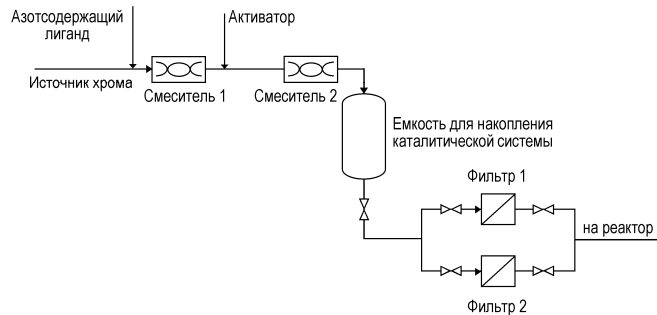 Азотсодержащий
лиганд
Активатор
Источник хрома
Смеситель 1
Смеситель 2
Емкость для накопления
каталитической системы
Фильтр 1
на реактор
Фильтр 2